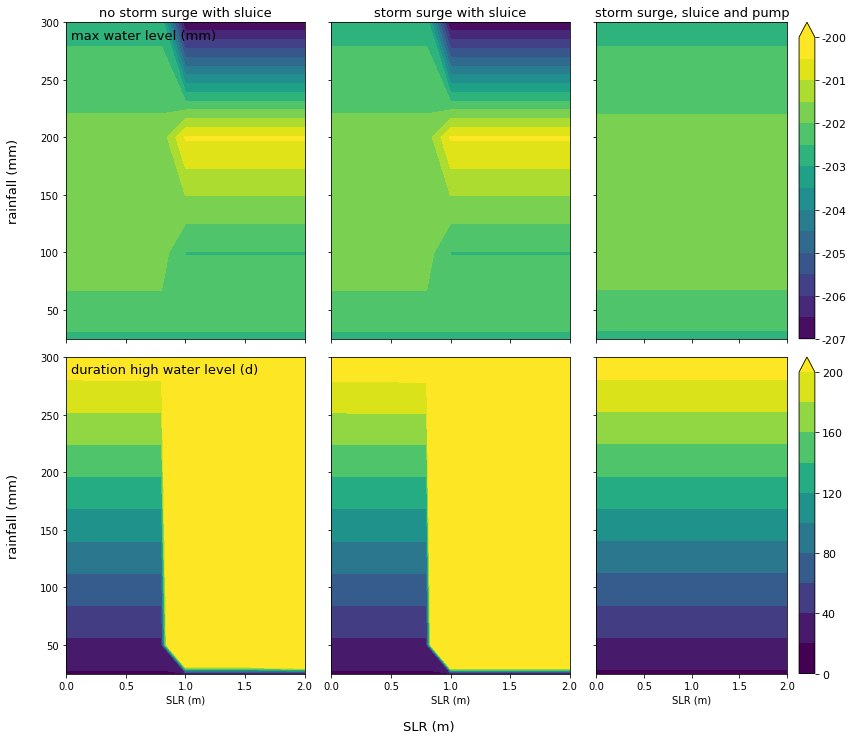 no storm surge with sluice
storm surge with sluice
storm surge, sluice and pump
max water level (mm)
rainfall (mm)
300
250
200
150
100
50
-200
-201
-202
-203
-204
-205
-206
-207
duration high water level (d)
rainfall (mm)
300
250
200
150
100
50
0.0 0.5 1.0 1.5 2.0
0.0 0.5 1.0 1.5 2.0
0.0 0.5 1.0 1.5 2.0
SLR (m)
SLR (m)
SLR (m)
200
160
120
80
40
0
SLR (m)